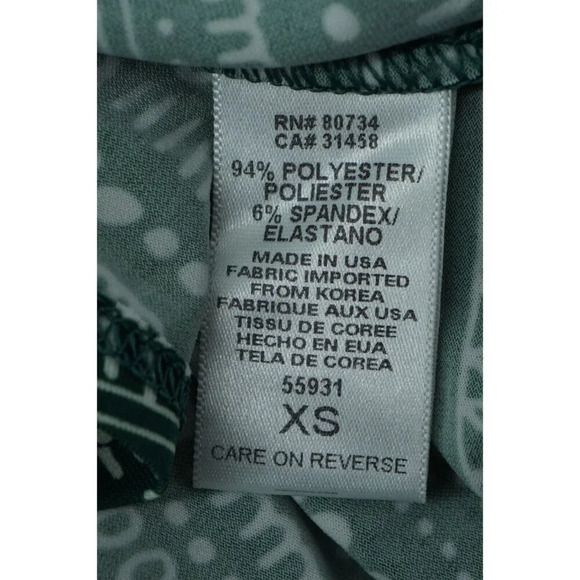 RN# 80734
CA# 31458
94% POLYESTER/
POLIESTER
6% SPANDEX/
ELASTANO
MADE IN USA
FABRIC IMPORTED
FROM KOREA
FABRIQUE AUX USA
TISSU DE COREE
HECHO EN EUA
TELA DE COREA
55931
XS
CARE ON REVERSE